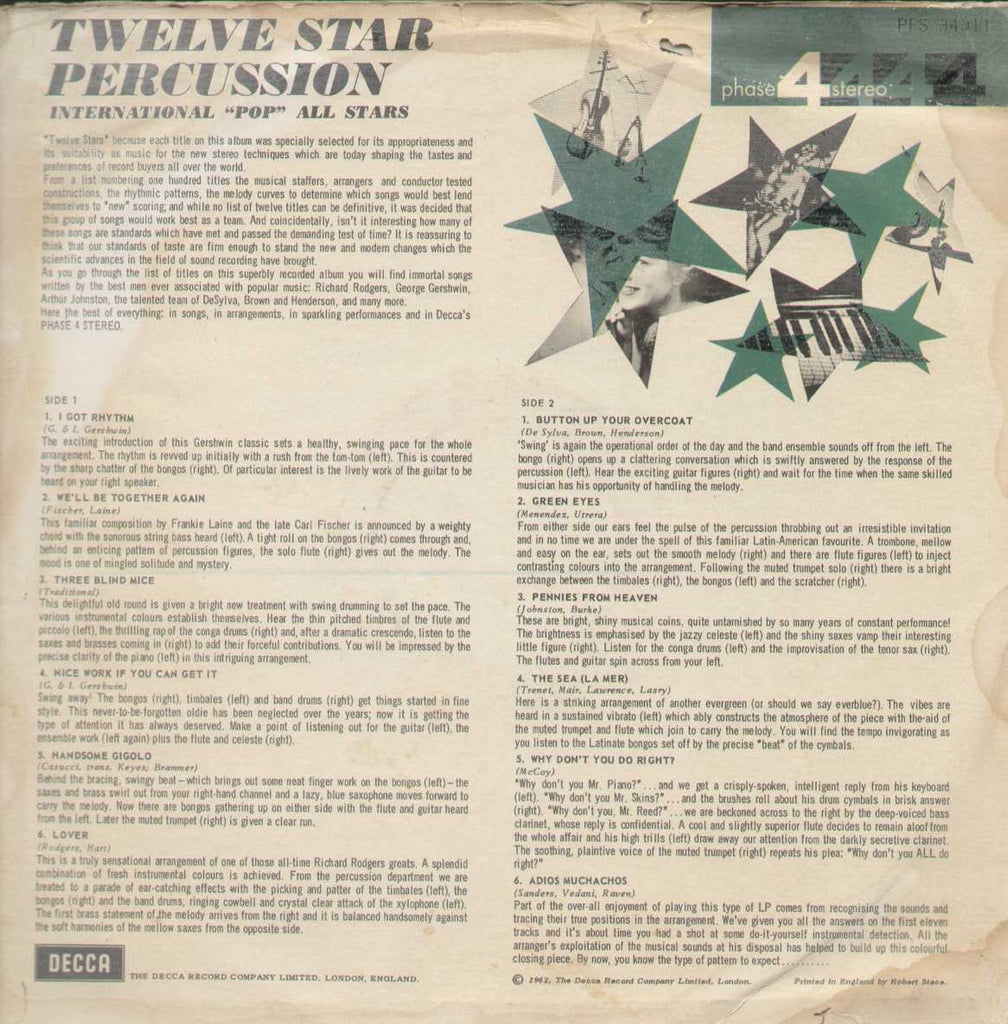 TWELVE STAR
PERCUSSION
INTERNATIONAL "POP" ALL STARS
PFS 34011
phase 4 stereo
"Twelve Stars" because each title on this album was specially selected for its appropriateness and
its suitability as music for the new stereo techniques which are today shaping the tastes and
preferences of record buyers all over the world.
From a list numbering one hundred titles the musical staffers, arrangers and conductor tested
constructions, the rhythmic patterns, the melody curves to determine which songs would best lend
themselves to "new" scoring; and while no list of twelve titles can be definitive, it was decided that
this group of songs would work best as a team. And coincidentally, isn't it interesting how many of
these songs are standards which have met and passed the demanding test of time? It is reassuring to
think that our standards of taste are firm enough to stand the new and modern changes which the
scientific advances in the field of sound recording have brought.
As you go through the list of titles on this superbly recorded album you will find immortal songs
written by the best men ever associated with popular music: Richard Rodgers, George Gershwin,
Arthur Johnston, the talented team of DeSylva, Brown and Henderson, and many more.
Here the best of everything: in songs, in arrangements, in sparkling performances and in Decca's
PHASE 4 STEREO.
SIDE 1
1. I GOT RHYTHM
(G. & I. Gershwin)
The exciting introduction of this Gershwin classic sets a healthy, swinging pace for the whole
arrangement. The rhythm is revved up initially with a rush from the tom-tom (left). This is countered
by the sharp chatter of the bongos (right). Of particular interest is the lively work of the guitar to be
heard on your right speaker.
2. WE'LL BE TOGETHER AGAIN
(Fischer, Laine)
This familiar composition by Frankie Laine and the late Carl Fischer is announced by a weighty
chord with the sonorous string bass heard (left). A tight roll on the bongos (right) comes through and,
behind an enticing pattern of percussion figures, the solo flute (right) gives out the melody. The
mood is one of mingled solitude and mystery.
3. THREE BLIND MICE
(Traditional)
This delightful old round is given a bright new treatment with swing drumming to set the pace. The
various instrumental colours establish themselves. Hear the thin pitched timbres of the flute and
piccolo (left), the thrilling rap of the conga drums (right) and, after a dramatic crescendo, listen to the
saxes and brasses coming in (right) to add their forceful contributions. You will be impressed by the
precise clarity of the piano (left) in this intriguing arrangement.
4. NICE WORK IF YOU CAN GET IT
(G. & I. Gershwin)
Swing away! The bongos (right), timbales (left) and band drums (right) get things started in fine
style. This never-to-be-forgotten oldie has been neglected over the years; now it is getting the
type of attention it has always deserved. Make a point of listening out for the guitar (left), the
ensemble work (left again) plus the flute and celeste (right).
5. HANDSOME GIGOLO
(Casucci, trans. Keyes; Brammer)
Behind the bracing, swingy beat – which brings out some neat finger work on the bongos (left) – the
saxes and brass swirl out from your right-hand channel and a lazy, blue saxophone moves forward to
carry the melody. Now there are bongos gathering up on either side with the flute and guitar heard
from the left. Later the muted trumpet (right) is given a clear run.
6. LOVER
(Rodgers, Hart)
This is a truly sensational arrangement of one of those all-time Richard Rodgers greats. A splendid
combination of fresh instrumental colours is achieved. From the percussion department we are
treated to a parade of ear-catching effects with the picking and patter of the timbales (left), the
bongos (right) and the band drums, ringing cowbell and crystal clear attack of the xylophone (left).
The first brass statement of the melody arrives from the right and it is balanced handsomely against
the soft harmonies of the mellow saxes from the opposite side.
DECCA
THE DECCA RECORD COMPANY LIMITED, LONDON, ENGLAND.
SIDE 2
1. BUTTON UP YOUR OVERCOAT
(De Sylva, Brown, Henderson)
'Swing' is again the operational order of the day and the band ensemble sounds off from the left. The
bongo (right) opens up a clattering conversation which is swiftly answered by the response of the
percussion (left). Hear the exciting guitar figures (right) and wait for the time when the same skilled
musician has his opportunity of handling the melody.
2. GREEN EYES
(Menendez, Utrera)
From either side our ears feel the pulse of the percussion throbbing out an irresistible invitation
and in no time we are under the spell of this familiar Latin-American favourite. A trombone, mellow
and easy on the ear, sets out the smooth melody (right) and there are flute figures (left) to inject
contrasting colours into the arrangement. Following the muted trumpet solo (right) there is a bright
exchange between the timbales (right), the bongos (left) and the scratcher (right).
3. PENNIES FROM HEAVEN
(Johnston, Burke)
These are bright, shiny musical coins, quite untarnished by so many years of constant performance!
The brightness is emphasised by the jazzy celeste (left) and the shiny saxes vamp their interesting
little figure (right). Listen for the conga drums (left) and the improvisation of the tenor sax (right).
The flutes and guitar spin across from your left.
4. THE SEA (LA MER)
(Trenet, Mair, Lawrence, Lasry)
Here is a striking arrangement of another evergreen (or should we say everblue?). The vibes are
heard in a sustained vibrato (left) which ably constructs the atmosphere of the piece with the aid of
the muted trumpet and flute which join to carry the melody. You will find the tempo invigorating as
you listen to the Latinate bongos set off by the precise "beat" of the cymbals.
5. WHY DON'T YOU DO RIGHT?
(McCoy)
"Why don't you Mr. Piano?"...and we get a crisply-spoken, intelligent reply from his keyboard
(left). "Why don't you Mr. Skins?"...and the brushes roll about his drum cymbals in brisk answer
(right). "Why don't you, Mr. Reed?"...we are beckoned across to the right by the deep-voiced bass
clarinet, whose reply is confidential. A cool and slightly superior flute decides to remain aloof from
the whole affair and his high trills (left) draw away our attention from the darkly secretive clarinet.
The soothing, plaintive voice of the muted trumpet (right) repeats his plea: "Why don't you ALL do
right?"
6. ADIOS MUCHACHOS
(Sanders, Vedani, Raven)
Part of the over-all enjoyment of playing this type of LP comes from recognising the sounds and
tracing their true positions in the arrangement. We've given you all the answers on the first eleven
tracks and it's about time you had a shot at some do-it-yourself instrumental detection. All the
arranger's exploitation of the musical sounds at his disposal has helped to build up this colourful
closing piece. By now, you know the type of pattern to expect..........
© 1962, The Decca Record Company Limited, London. Printed in England by Robert Stace.